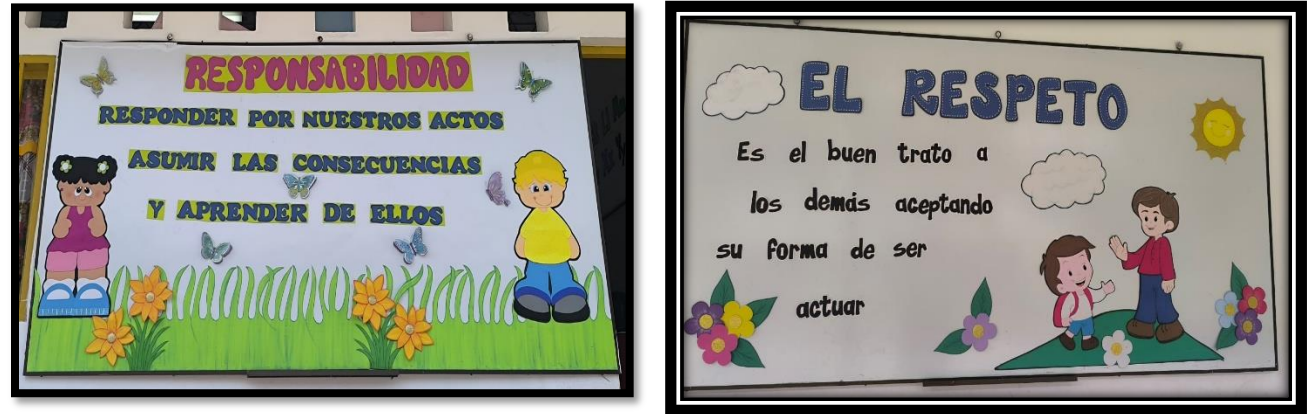 RESPONSABILIDAD
RESPONDER POR NUESTROS ACTOS
ASUMIR LAS CONSECUENCIAS
Y APRENDER DE ELLOS
EL RESPETO
Es el buen trato a
los demás aceptando
su forma de ser
actuar